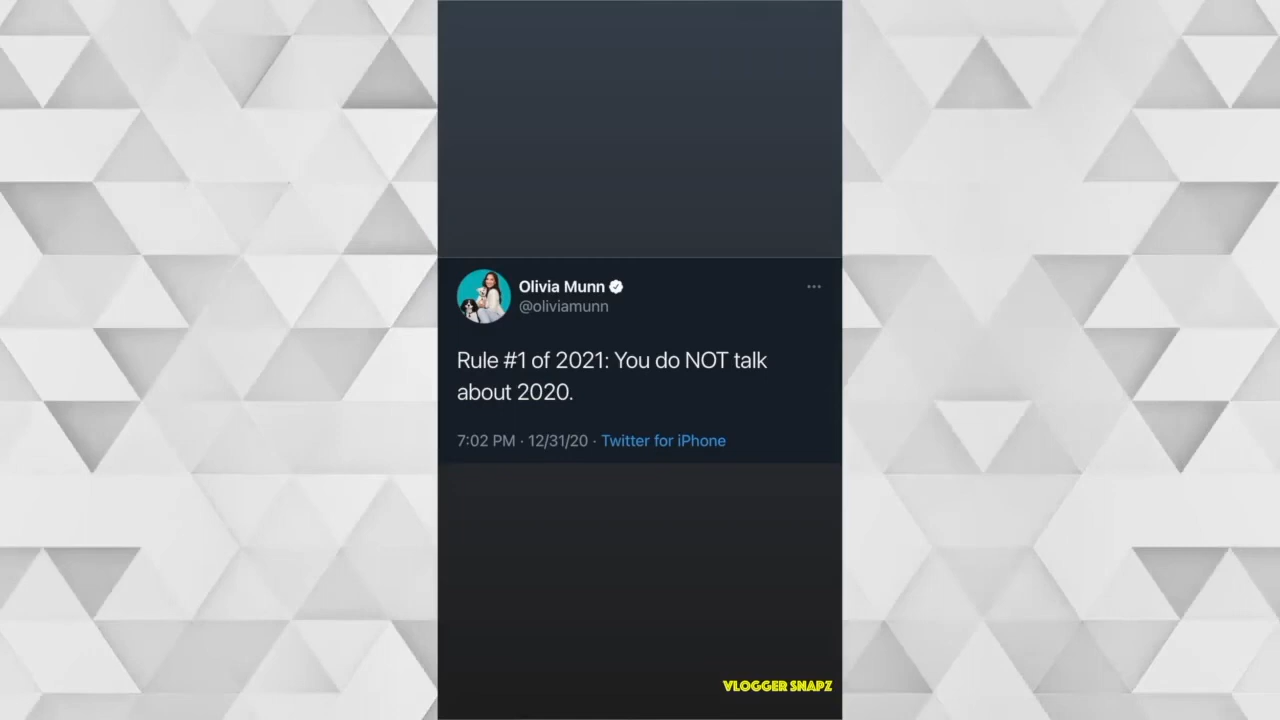 Olivia Munn
@oliviamunn
Rule #1 of 2021: You do NOT talk
about 2020.
7:02 PM · 12/31/20 · Twitter for iPhone
VLOGGER SNAPZ